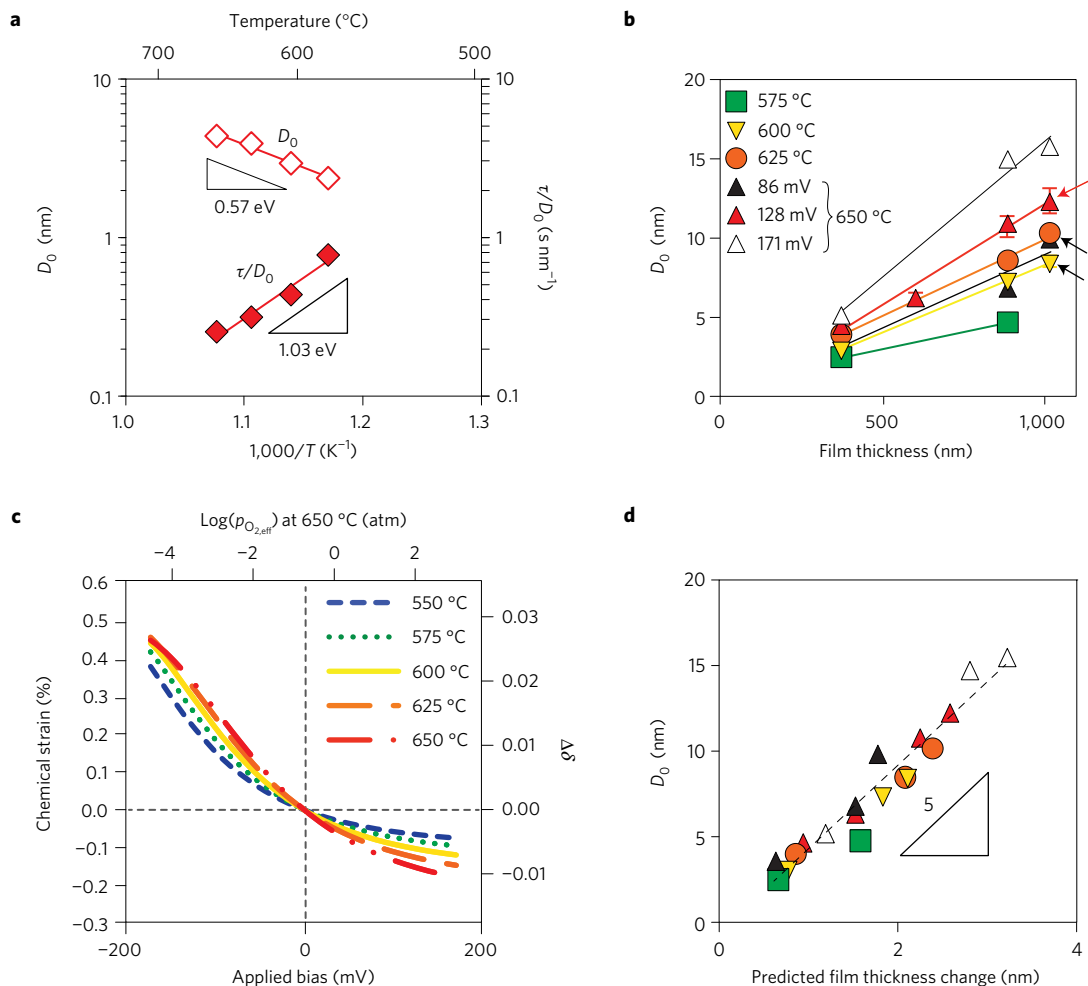 a
Temperature (°C)
700
600
500
10
1
0.1
D₀ (nm)
10
1
0.1
τ/D₀ (s nm⁻¹)
D₀
0.57 eV
τ/D₀
1.03 eV
1.0
1.1
1.2
1.3
1,000/T (K⁻¹)
b
20
15
10
5
0
D₀ (nm)
575 °C
600 °C
625 °C
86 mV
128 mV
171 mV
650 °C
0
500
1,000
Film thickness (nm)
c
Log(pO₂,eff) at 650 °C (atm)
−4
−2
0
2
0.6
0.5
0.4
0.3
0.2
0.1
0.0
−0.1
−0.2
−0.3
Chemical strain (%)
550 °C
575 °C
600 °C
625 °C
650 °C
0.03
0.02
0.01
0.00
−0.01
Δδ
−200
0
200
Applied bias (mV)
d
20
15
10
5
0
D₀ (nm)
5
0
2
4
Predicted film thickness change (nm)